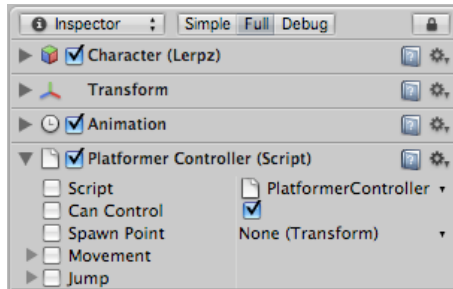 Inspector Simple Full Debug
Character (Lerpz)
Transform
Animation
Platformer Controller (Script)
Script PlatformerController
Can Control
Spawn Point None (Transform)
Movement
Jump